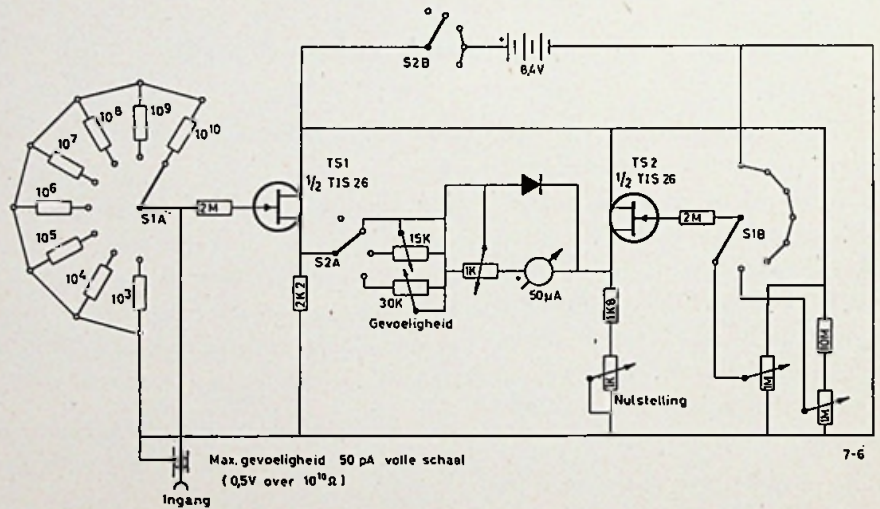 S2B
8,4V
10⁹
10⁸
10¹⁰
10⁷
10⁶
10⁵
10⁴
10³
S1A
2M
TS1
1/2 TIS 26
TS2
1/2 TIS 26
2M
S1B
S2A
15K
30K
Gevoeligheid
1K
50µA
2K2
1K8
1K
Nulstelling
1M
10M
1M
Max. gevoeligheid 50 pA volle schaal
(0,5V over 10¹⁰Ω)
Ingang
7-6